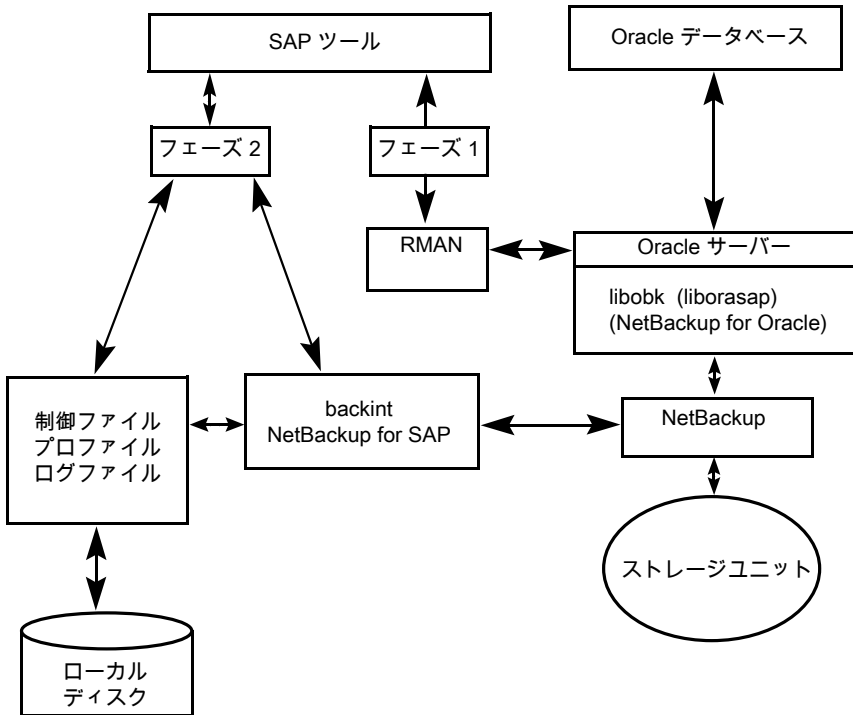 SAP ツール
Oracle データベース
フェーズ 2
フェーズ 1
RMAN
Oracle サーバー
libobk (liborasap)
(NetBackup for Oracle)
制御ファイル
プロファイル
ログファイル
backint
NetBackup for SAP
NetBackup
ストレージユニット
ローカル
ディスク